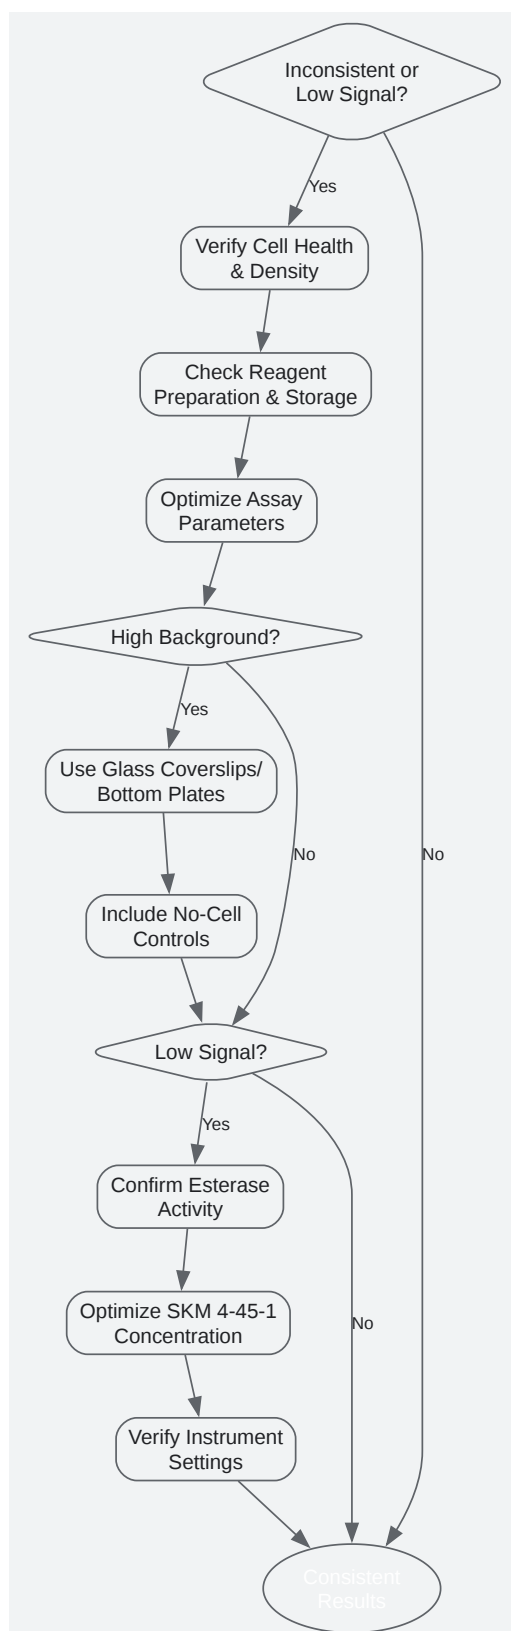 Inconsistent or
Low Signal?
Yes
Verify Cell Health
& Density
Check Reagent
Preparation & Storage
Optimize Assay
Parameters
High Background?
Yes
Use Glass Coverslips/
Bottom Plates
No
No
Include No-Cell
Controls
Low Signal?
Yes
Confirm Esterase
Activity
Optimize SKM 4-45-1
Concentration
No
Verify Instrument
Settings
Consistent
Results